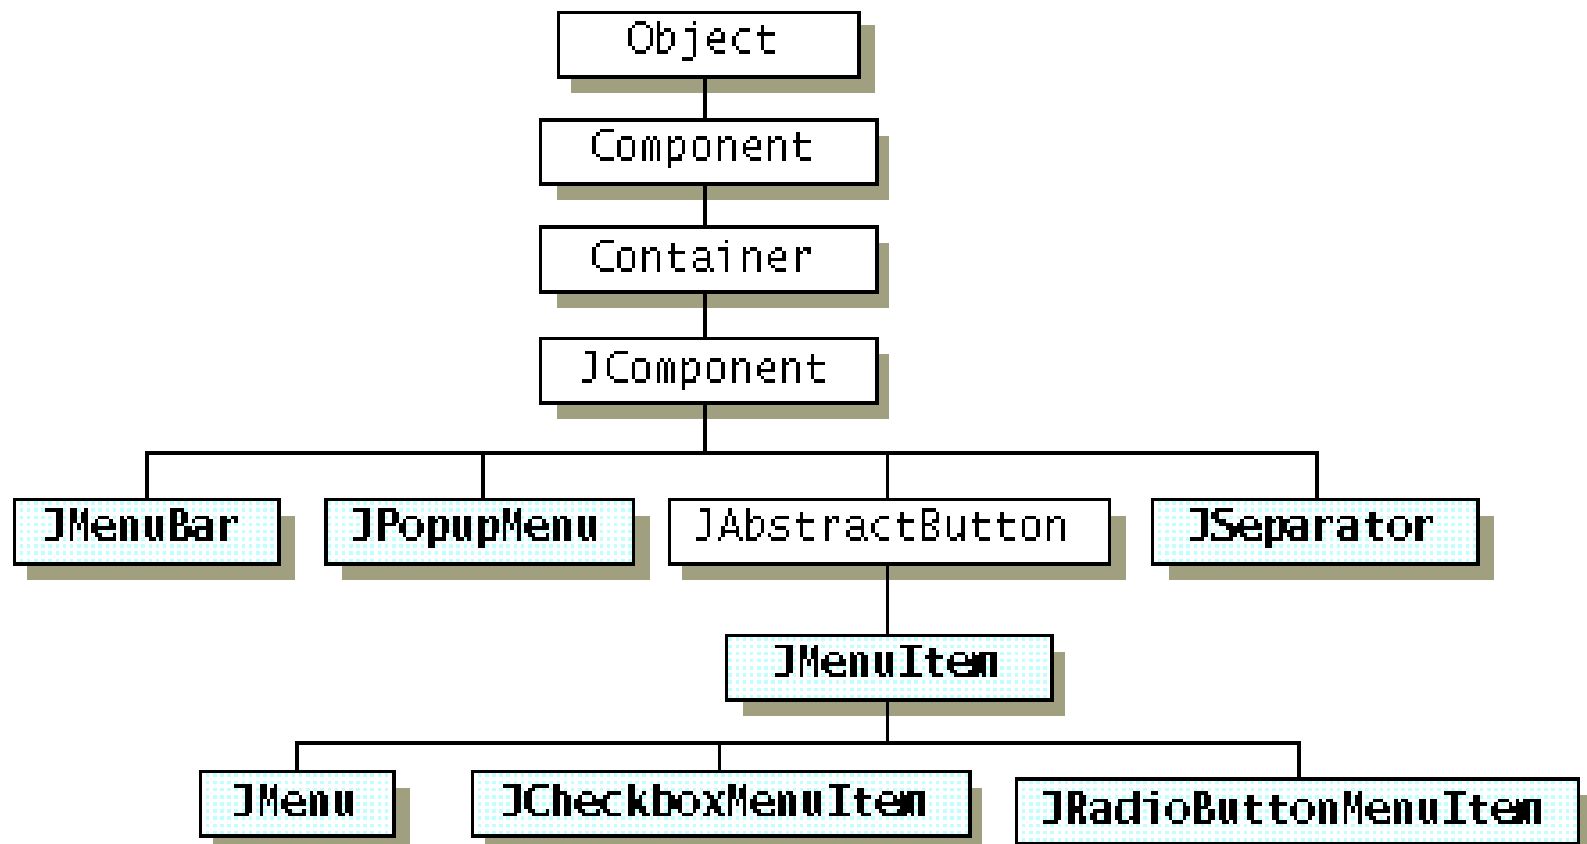 Object
Component
Container
JComponent
JMenuBar JPopupMenu JAbstractButton JSeparator
JMenuItem
JMenu JCheckboxMenuItem JRadioButtonMenuItem